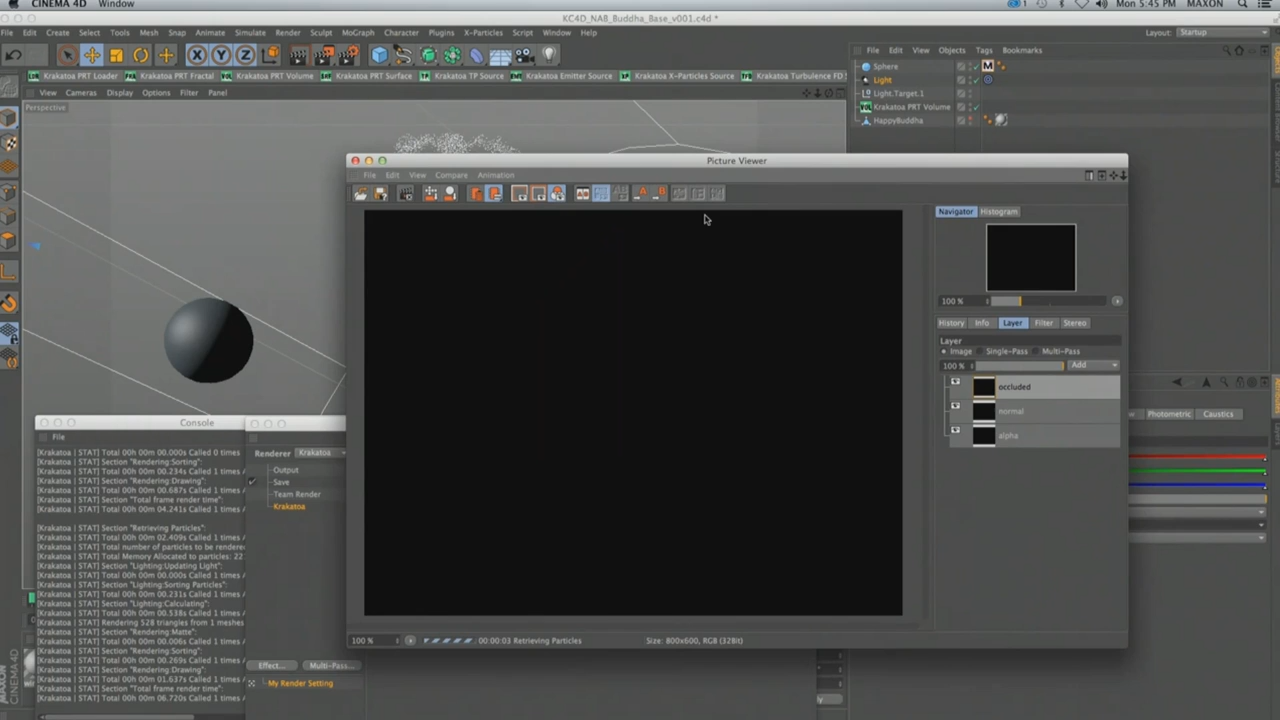 CINEMA 4D Window
Mon 5:45 PM MAXON
KC4D_NAB_Buddha_Base_v001.c4d *
File Edit Create Select Tools Mesh Snap Animate Simulate Render Sculpt MoGraph Character Plugins X-Particles Script Window Help
Layout: Startup
File Edit View Objects Tags Bookmarks
Krakatoa PRT Loader Krakatoa PRT Fractal Krakatoa PRT Volume Krakatoa PRT Surface Krakatoa TP Source Krakatoa Emitter Source Krakatoa X-Particles Source Krakatoa Turbulence FD S
View Cameras Display Options Filter Panel
Perspective
Sphere
Light
Light.Target.1
Krakatoa PRT Volume
HappyBuddha
Picture Viewer
File Edit View Compare Animation
Navigator Histogram
100 %
History Info Layer Filter Stereo
Layer
Image Single-Pass Multi-Pass
100 % Add
occluded
normal
alpha
Photometric Caustics
100 % 00:00:03 Retrieving Particles Size: 800x600, RGB (32Bit)
Console
File
[Krakatoa | STAT] Total 00h 00m 00.000s Called 0 times
[Krakatoa | STAT] Section "Rendering:Sorting":
[Krakatoa | STAT] Total 00h 00m 00.234s Called 1 times
[Krakatoa | STAT] Section "Rendering:Drawing":
[Krakatoa | STAT] Total 00h 00m 00.687s Called 1 times
[Krakatoa | STAT] Section "Total frame render time":
[Krakatoa | STAT] Total 00h 00m 04.241s Called 1 times
[Krakatoa | STAT] Section "Retrieving Particles":
[Krakatoa | STAT] Total 00h 00m 02.409s Called 1 times
[Krakatoa | STAT] Total number of particles to be rendere
[Krakatoa | STAT] Total Memory Allocated to particles: 22
[Krakatoa | STAT] Section "Lighting:Updating Light":
[Krakatoa | STAT] Total 00h 00m 00.000s Called 1 times
[Krakatoa | STAT] Section "Lighting:Sorting Particles":
[Krakatoa | STAT] Total 00h 00m 00.231s Called 1 times
[Krakatoa | STAT] Section "Lighting:Calculating":
[Krakatoa | STAT] Total 00h 00m 00.538s Called 1 times
[Krakatoa | STAT] Rendering 528 triangles from 1 meshes
[Krakatoa | STAT] Section "Rendering:Matte":
[Krakatoa | STAT] Total 00h 00m 00.006s Called 1 times
[Krakatoa | STAT] Section "Rendering:Sorting":
[Krakatoa | STAT] Total 00h 00m 00.269s Called 1 times
[Krakatoa | STAT] Section "Rendering:Drawing":
[Krakatoa | STAT] Total 00h 00m 01.637s Called 1 times
[Krakatoa | STAT] Section "Total frame render time":
[Krakatoa | STAT] Total 00h 00m 06.720s Called 1 times
Renderer Krakatoa
Output
Save
Team Render
Krakatoa
Effect... Multi-Pass...
My Render Setting
MAXON
CINEMA 4D